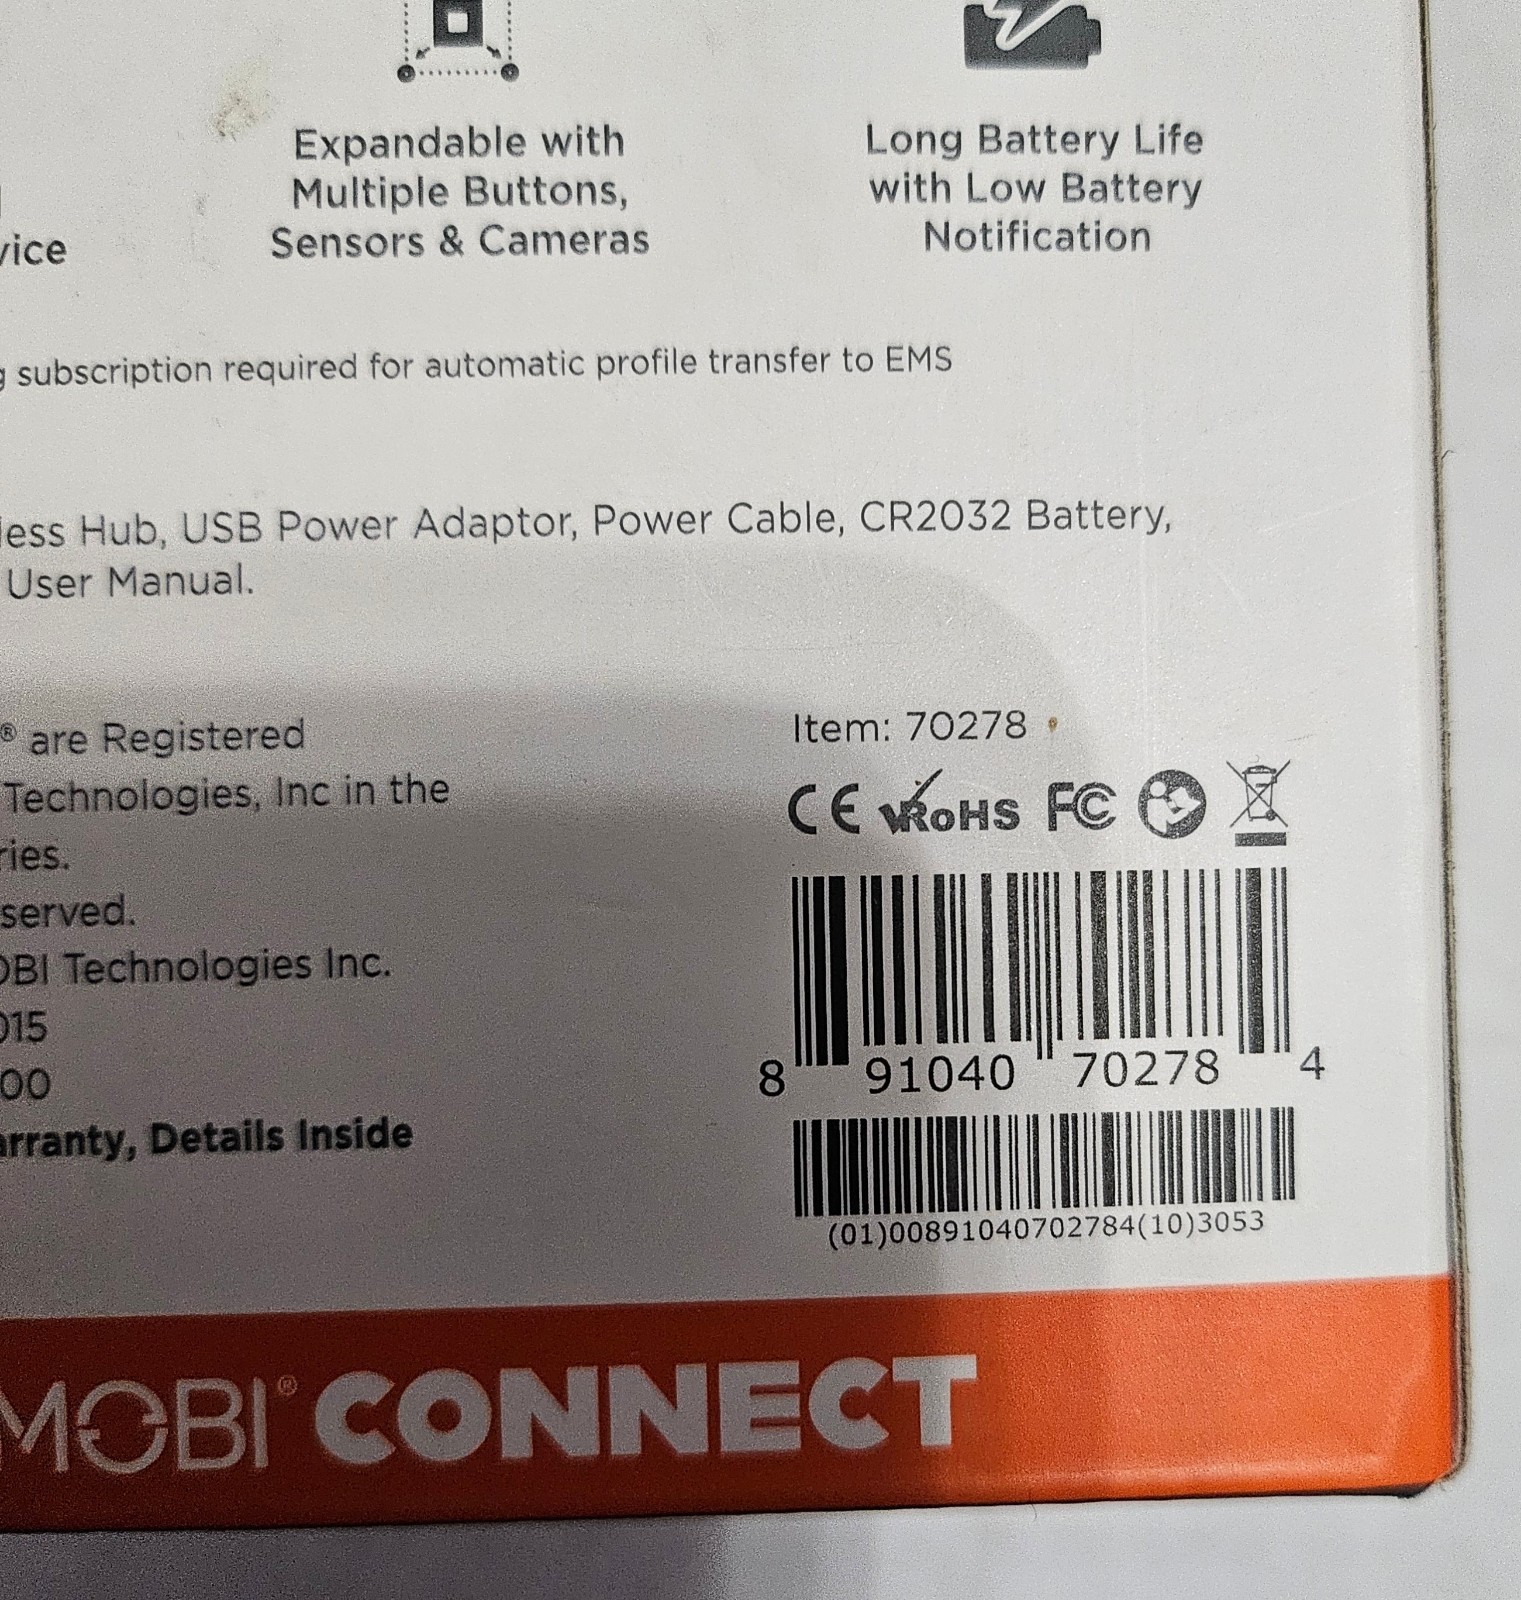 Expandable with
Multiple Buttons,
Sensors & Cameras
Long Battery Life
with Low Battery
Notification
vice
subscription required for automatic profile transfer to EMS
less Hub, USB Power Adaptor, Power Cable, CR2032 Battery,
User Manual.
® are Registered
Technologies, Inc in the
ries.
served.
OBI Technologies Inc.
015
00
arranty, Details Inside
Item: 70278
CE RoHS FC
8 91040 70278 4
(01)00891040702784(10)3053
MOBI® CONNECT